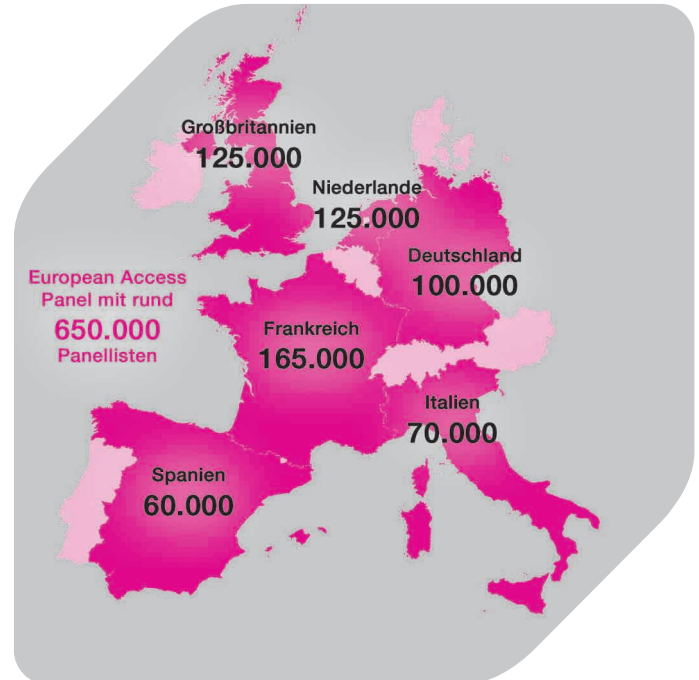 Großbritannien
125.000
Niederlande
125.000
Deutschland
100.000
European Access
Panel mit rund
650.000
Panellisten
Frankreich
165.000
Italien
70.000
Spanien
60.000